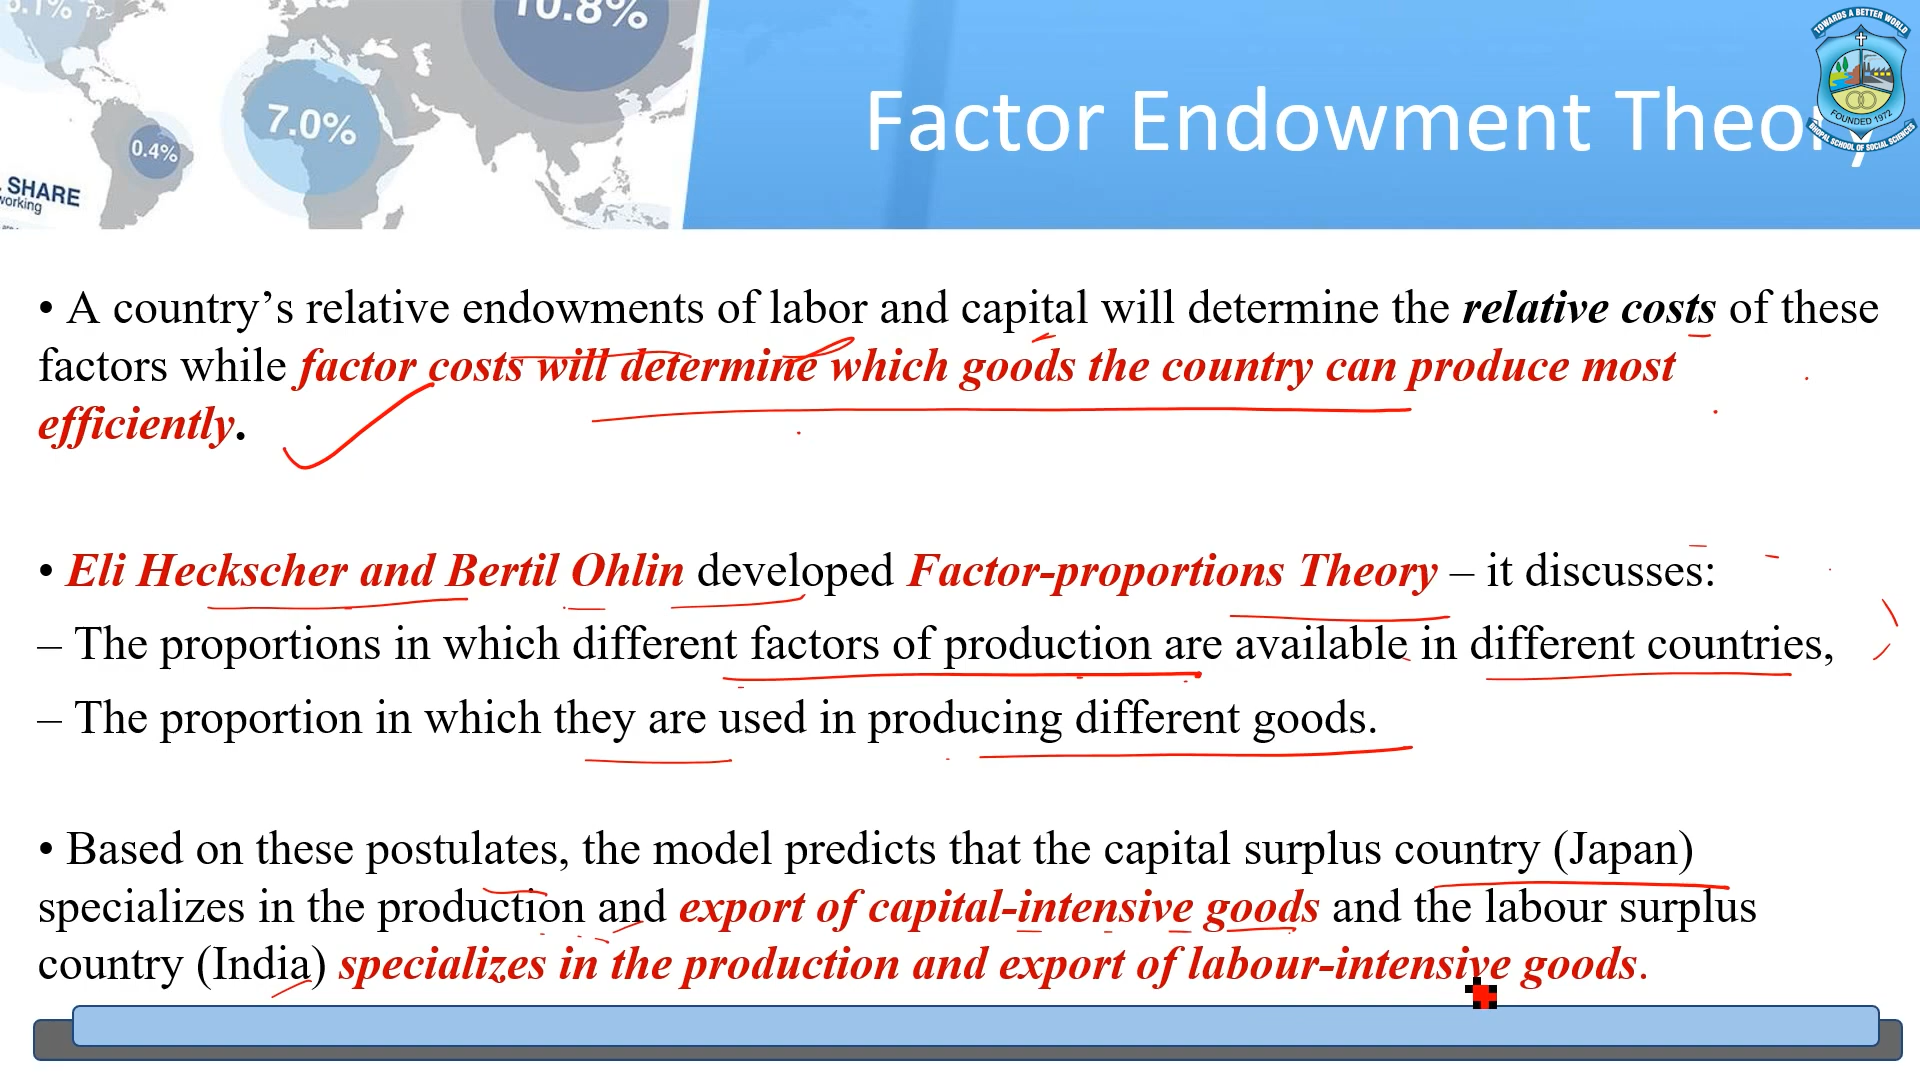 10.8%
7.0%
0.4%
SHARE
working
Factor Endowment Theory
TOWARDS A BETTER WORLD
FOUNDED 1972
BHOPAL SCHOOL OF SOCIAL SCIENCES
• A country’s relative endowments of labor and capital will determine the relative costs of these
factors while factor costs will determine which goods the country can produce most
efficiently.
• Eli Heckscher and Bertil Ohlin developed Factor-proportions Theory – it discusses:
– The proportions in which different factors of production are available in different countries,
– The proportion in which they are used in producing different goods.
• Based on these postulates, the model predicts that the capital surplus country (Japan)
specializes in the production and export of capital-intensive goods and the labour surplus
country (India) specializes in the production and export of labour-intensive goods.